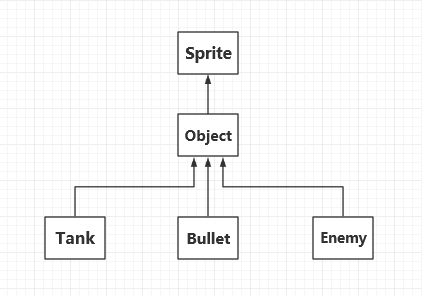 Sprite
Object
Tank
Bullet
Enemy